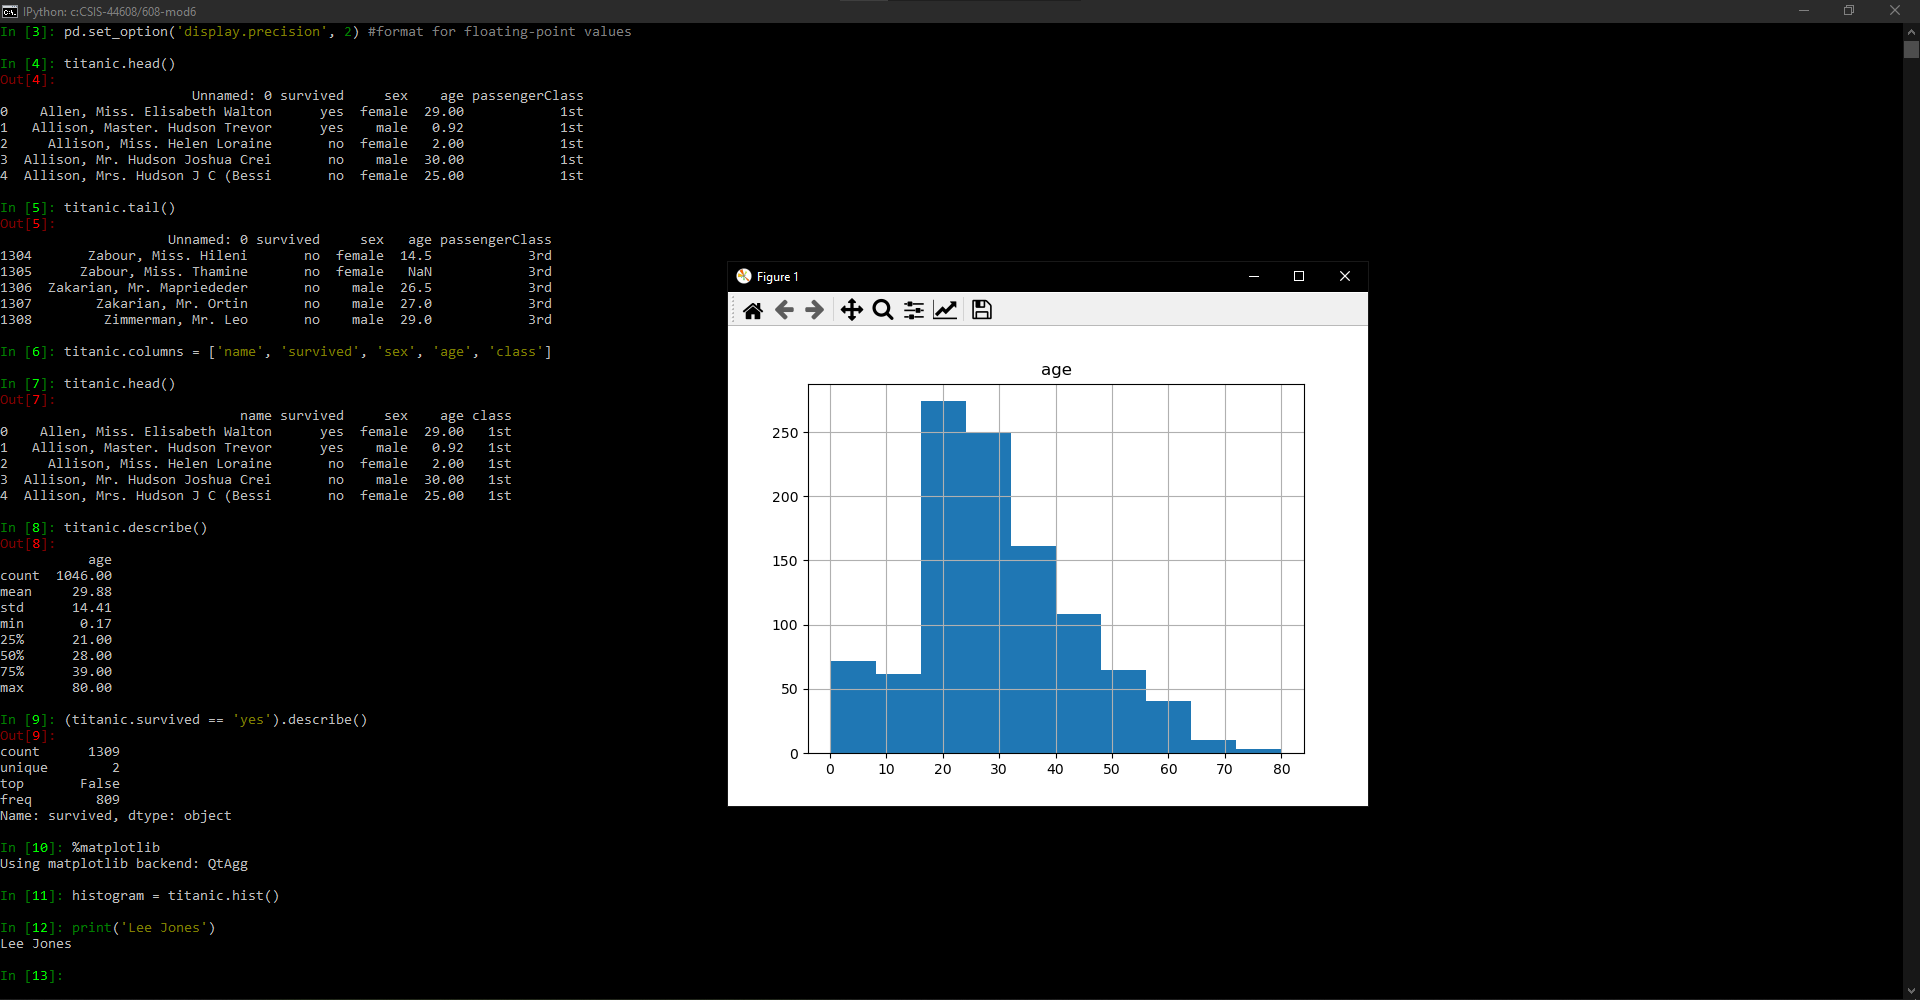 IPython: c:CSIS-44608/608-mod6
In [3]: pd.set_option('display.precision', 2) #format for floating-point values
In [4]: titanic.head()
Out[4]:
Unnamed: 0 survived sex age passengerClass
0 Allen, Miss. Elisabeth Walton yes female 29.00 1st
1 Allison, Master. Hudson Trevor yes male 0.92 1st
2 Allison, Miss. Helen Loraine no female 2.00 1st
3 Allison, Mr. Hudson Joshua Crei no male 30.00 1st
4 Allison, Mrs. Hudson J C (Bessi no female 25.00 1st
In [5]: titanic.tail()
Out[5]:
Unnamed: 0 survived sex age passengerClass
1304 Zabour, Miss. Hileni no female 14.5 3rd
1305 Zabour, Miss. Thamine no female NaN 3rd
1306 Zakarian, Mr. Mapriededer no male 26.5 3rd
1307 Zakarian, Mr. Ortin no male 27.0 3rd
1308 Zimmerman, Mr. Leo no male 29.0 3rd
In [6]: titanic.columns = ['name', 'survived', 'sex', 'age', 'class']
In [7]: titanic.head()
Out[7]:
name survived sex age class
0 Allen, Miss. Elisabeth Walton yes female 29.00 1st
1 Allison, Master. Hudson Trevor yes male 0.92 1st
2 Allison, Miss. Helen Loraine no female 2.00 1st
3 Allison, Mr. Hudson Joshua Crei no male 30.00 1st
4 Allison, Mrs. Hudson J C (Bessi no female 25.00 1st
In [8]: titanic.describe()
Out[8]:
age
count 1046.00
mean 29.88
std 14.41
min 0.17
25% 21.00
50% 28.00
75% 39.00
max 80.00
In [9]: (titanic.survived == 'yes').describe()
Out[9]:
count 1309
unique 2
top False
freq 809
Name: survived, dtype: object
In [10]: %matplotlib
Using matplotlib backend: QtAgg
In [11]: histogram = titanic.hist()
In [12]: print('Lee Jones')
Lee Jones
In [13]:
Figure 1
age
250
200
150
100
50
0
0 10 20 30 40 50 60 70 80